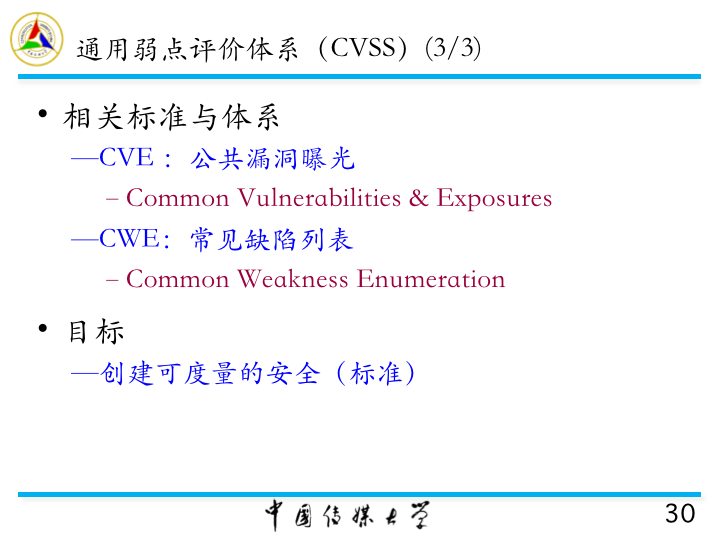 通用弱点评价体系（CVSS）(3/3)
• 相关标准与体系
—CVE： 公共漏洞曝光
– Common Vulnerabilities & Exposures
—CWE：常见缺陷列表
– Common Weakness Enumeration
• 目标
—创建可度量的安全（标准）
中国传媒大学
30